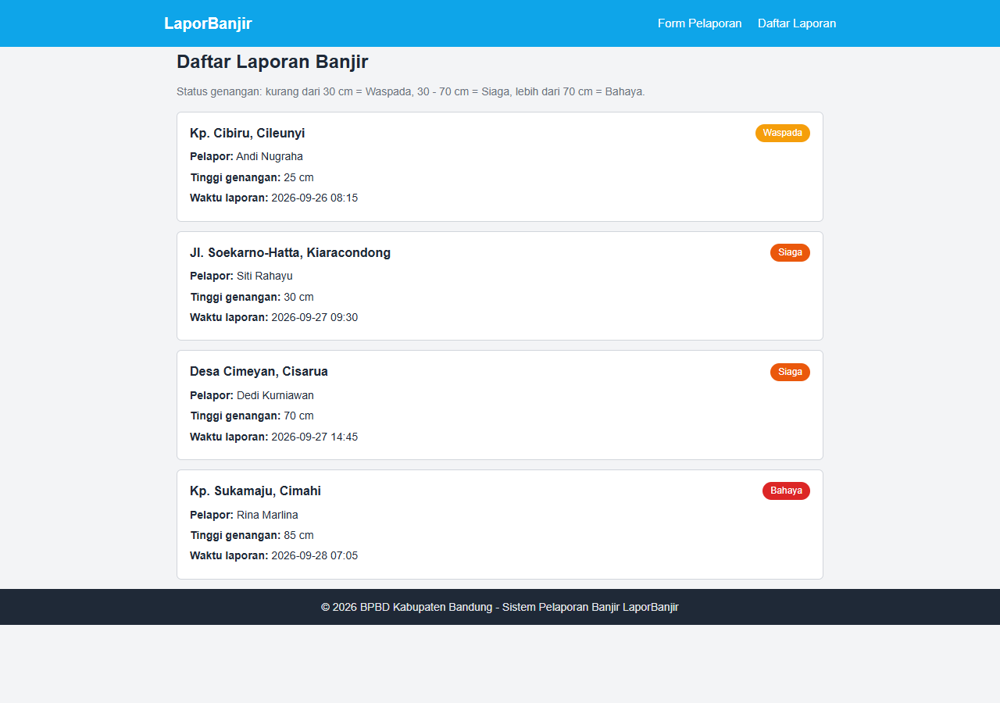 LaporBanjir
Form Pelaporan
Daftar Laporan
Daftar Laporan Banjir
Status genangan: kurang dari 30 cm = Waspada, 30 - 70 cm = Siaga, lebih dari 70 cm = Bahaya.
Kp. Cibiru, Cileunyi
Waspada
Pelapor: Andi Nugraha
Tinggi genangan: 25 cm
Waktu laporan: 2026-09-26 08:15
Jl. Soekarno-Hatta, Kiaracondong
Siaga
Pelapor: Siti Rahayu
Tinggi genangan: 30 cm
Waktu laporan: 2026-09-27 09:30
Desa Cimeyan, Cisarua
Siaga
Pelapor: Dedi Kurniawan
Tinggi genangan: 70 cm
Waktu laporan: 2026-09-27 14:45
Kp. Sukamaju, Cimahi
Bahaya
Pelapor: Rina Marlina
Tinggi genangan: 85 cm
Waktu laporan: 2026-09-28 07:05
© 2026 BPBD Kabupaten Bandung - Sistem Pelaporan Banjir LaporBanjir